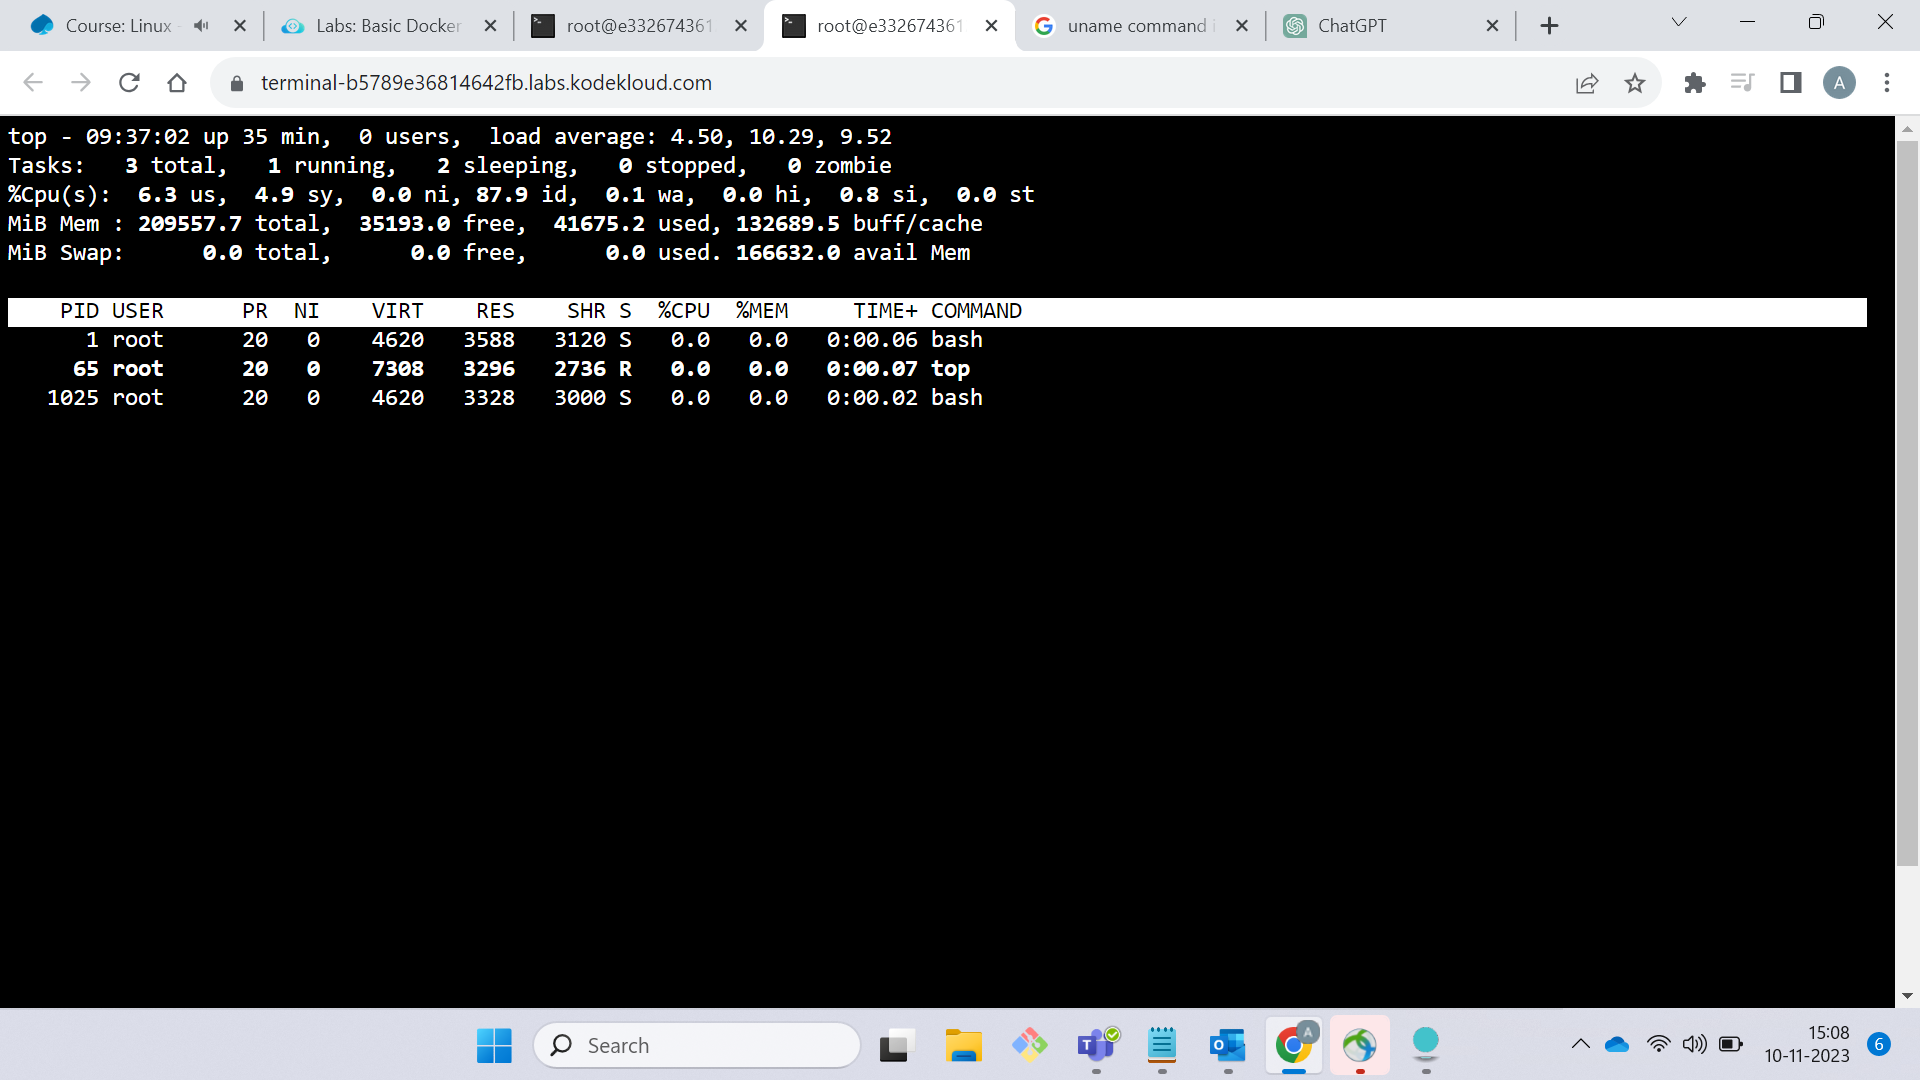 Course: Linux
Labs: Basic Docker
root@e332674361
root@e332674361
uname command i
ChatGPT
terminal-b5789e36814642fb.labs.kodekloud.com
A
top - 09:37:02 up 35 min,  0 users,  load average: 4.50, 10.29, 9.52
Tasks:   3 total,   1 running,   2 sleeping,   0 stopped,   0 zombie
%Cpu(s):  6.3 us,  4.9 sy,  0.0 ni, 87.9 id,  0.1 wa,  0.0 hi,  0.8 si,  0.0 st
MiB Mem : 209557.7 total,  35193.0 free,  41675.2 used, 132689.5 buff/cache
MiB Swap:      0.0 total,      0.0 free,      0.0 used. 166632.0 avail Mem
PID USER      PR  NI    VIRT    RES    SHR S  %CPU  %MEM     TIME+ COMMAND
1 root      20   0    4620   3588   3120 S   0.0   0.0   0:00.06 bash
65 root      20   0    7308   3296   2736 R   0.0   0.0   0:00.07 top
1025 root      20   0    4620   3328   3000 S   0.0   0.0   0:00.02 bash
Search
T
O
A
15:08
10-11-2023
6